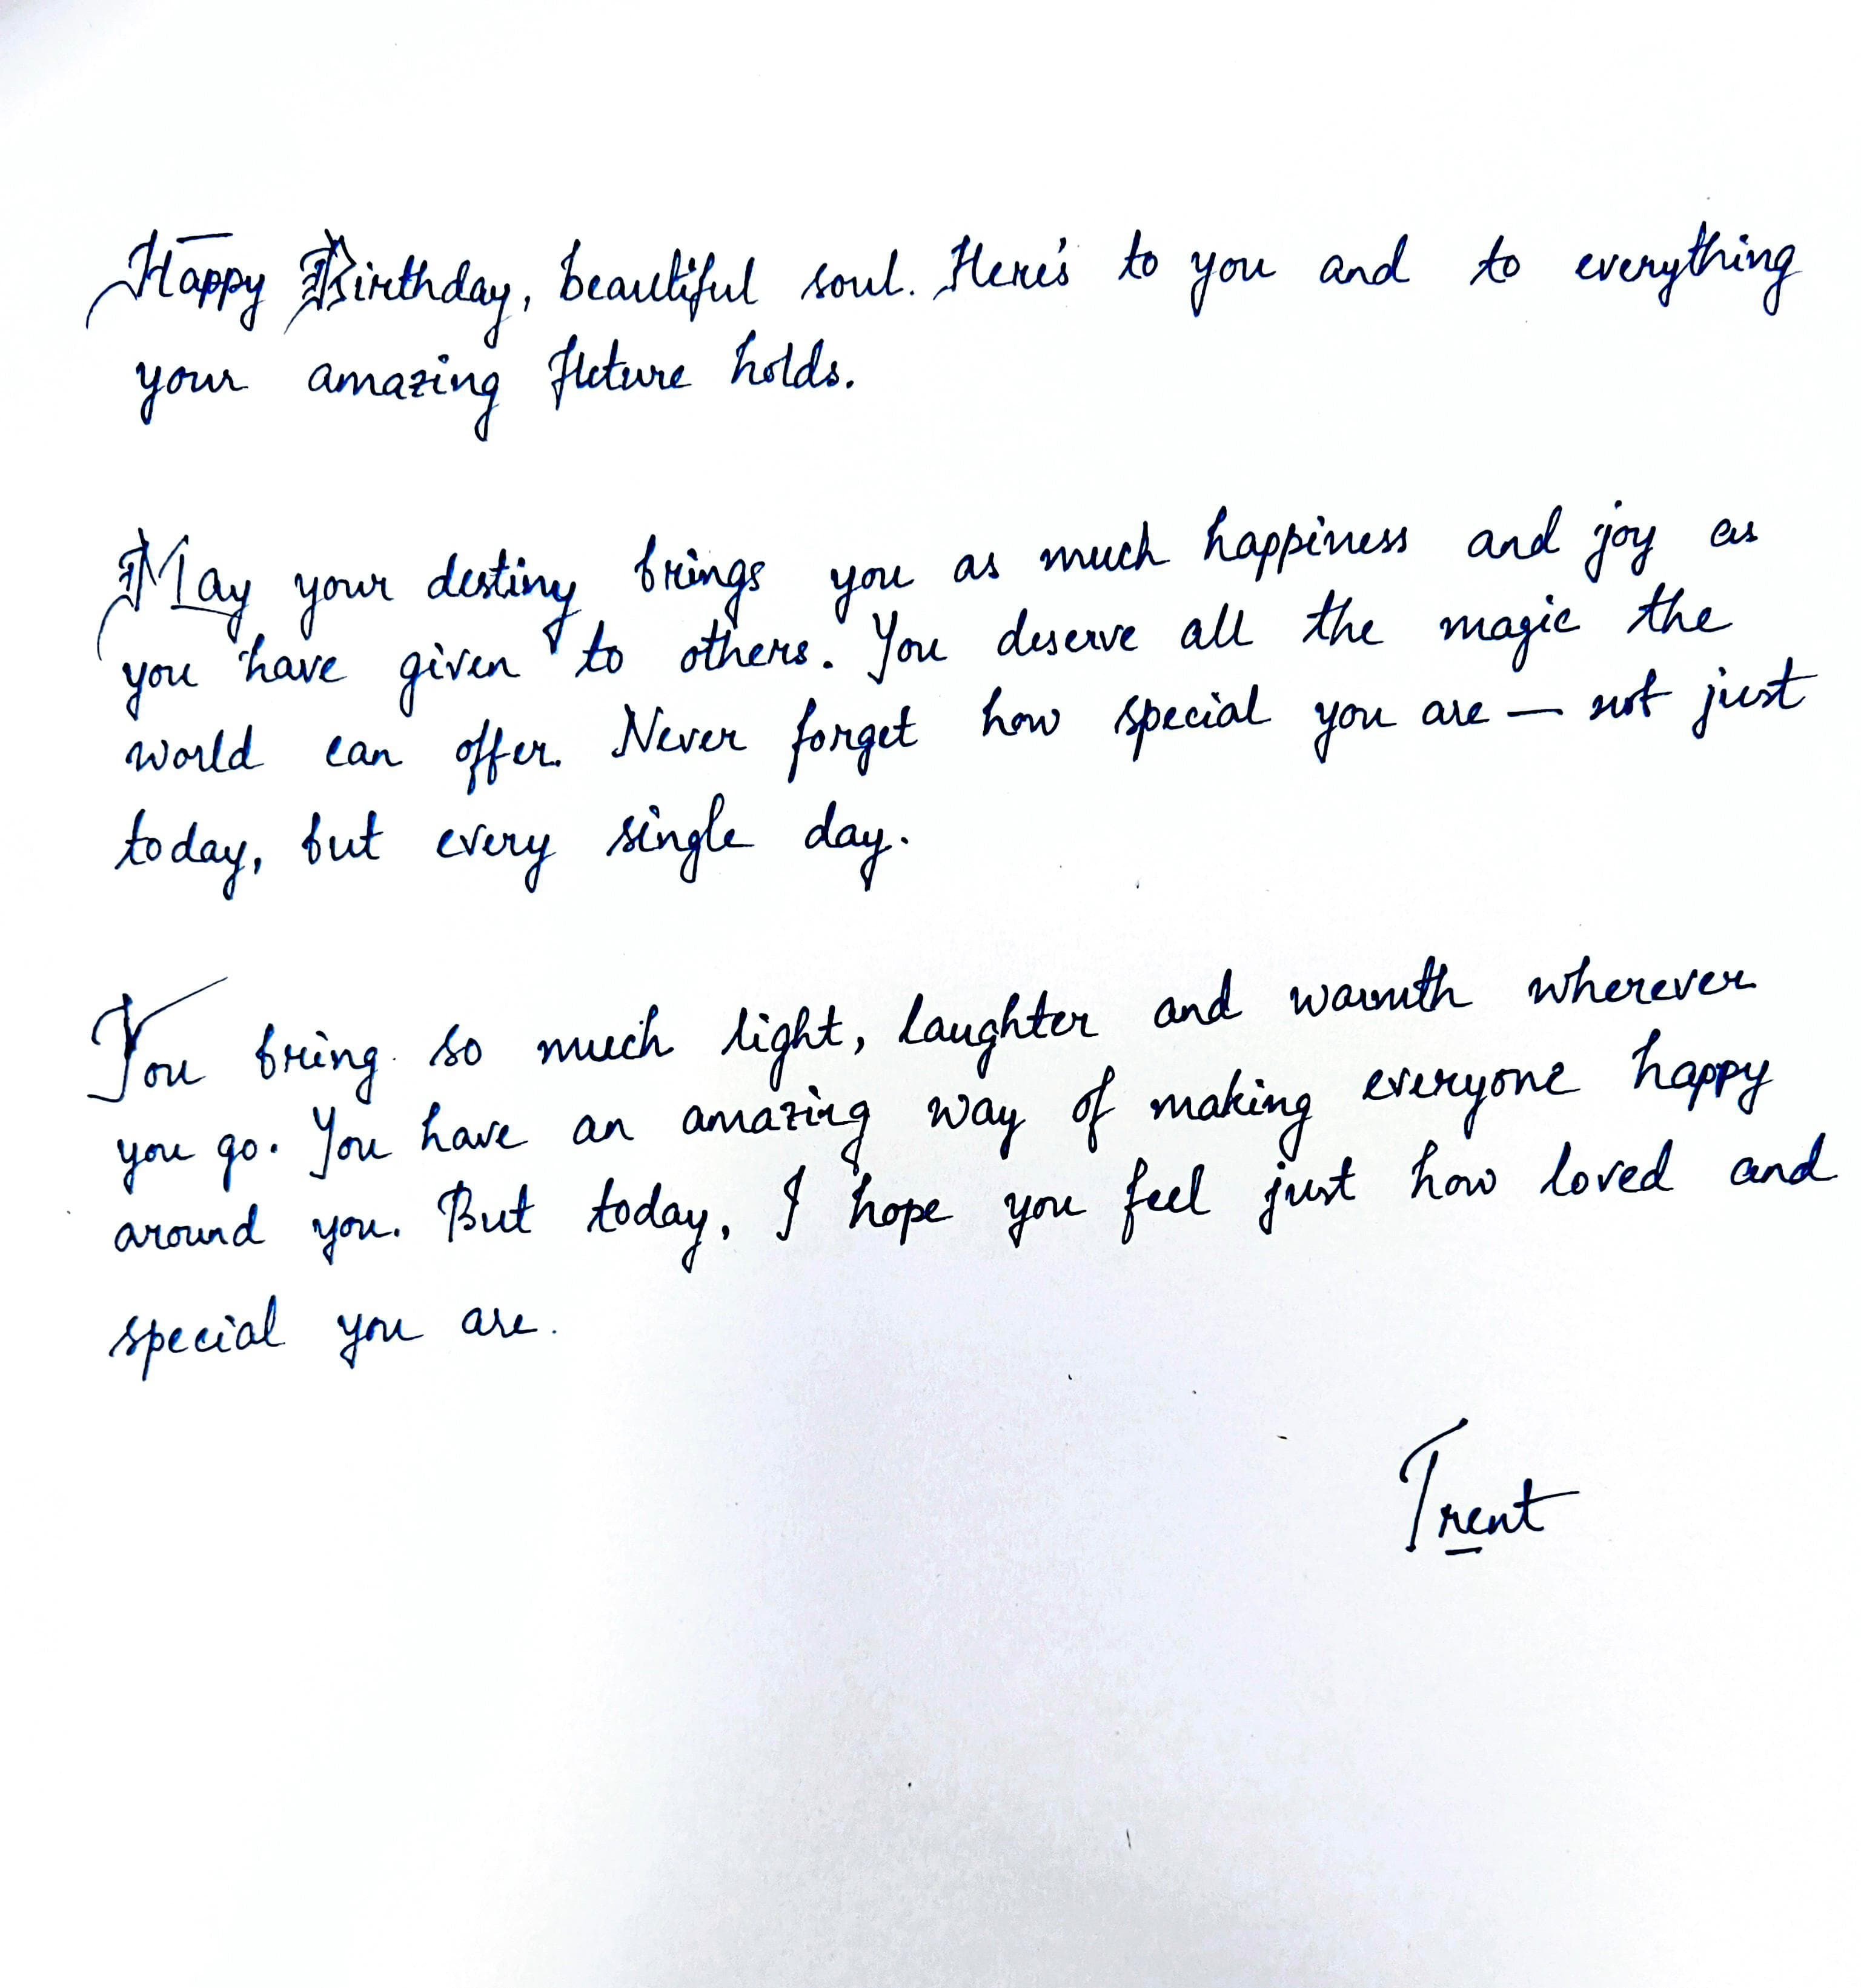 Happy Birthday, beautiful soul. Here's to you and to everything
your amazing future holds.
May your destiny brings you as much happiness and joy as
you have given to others. You deserve all the magic the
world can offer. Never forget how special you are — not just
today, but every single day.
You bring so much light, laughter and warmth wherever
you go. You have an amazing way of making everyone happy
around you. But today, I hope you feel just how loved and
special you are.
Trent